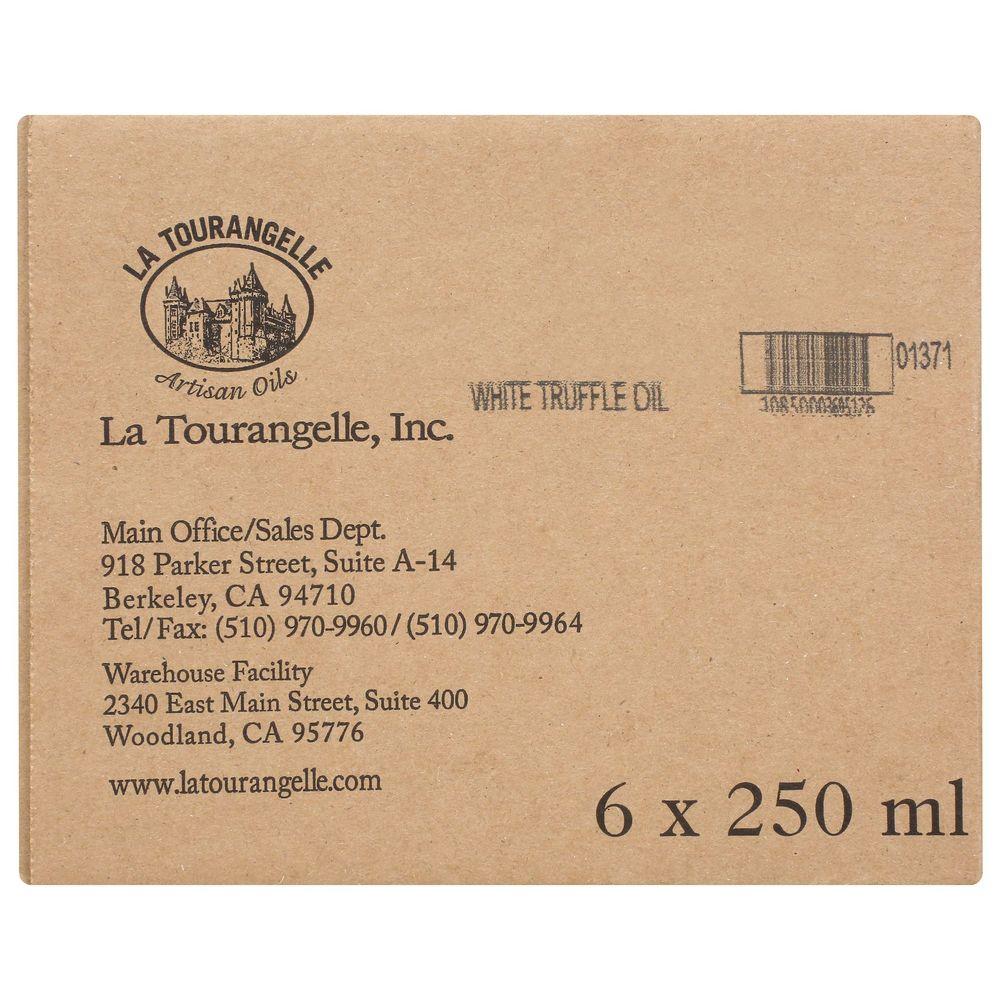 LA TOURANGELLE
Artisan Oils
La Tourangelle, Inc.
WHITE TRUFFLE OIL
01371
Main Office/Sales Dept.
918 Parker Street, Suite A-14
Berkeley, CA 94710
Tel/Fax: (510) 970-9960 / (510) 970-9964
Warehouse Facility
2340 East Main Street, Suite 400
Woodland, CA 95776
www.latourangelle.com
6 x 250 ml